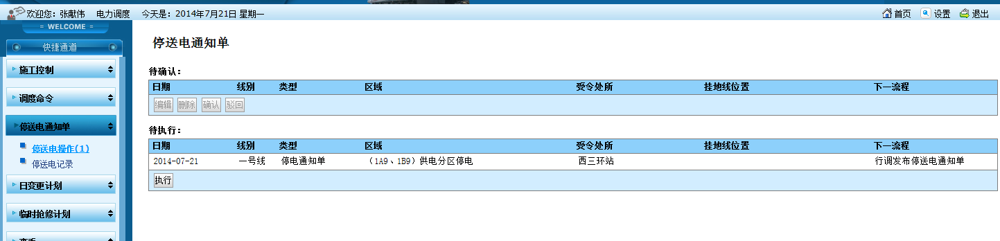 欢迎您：张献伟 电力调度 今天是：2014年7月21日 星期一 首页 设置 退出
= WELCOME =
快捷通道
施工控制
调度命令
停送电通知单
停送电操作(1)
停送电记录
日变更计划
临时抢修计划
停送电通知单
待确认：
日期 线别 类型 区域 受令处所 挂地线位置 下一流程
编辑 删除 确认 驳回
待执行：
日期 线别 类型 区域 受令处所 挂地线位置 下一流程
2014-07-21 一号线 停电通知单 （1A9、1B9）供电分区停电 西三环站 行调发布停送电通知单
执行